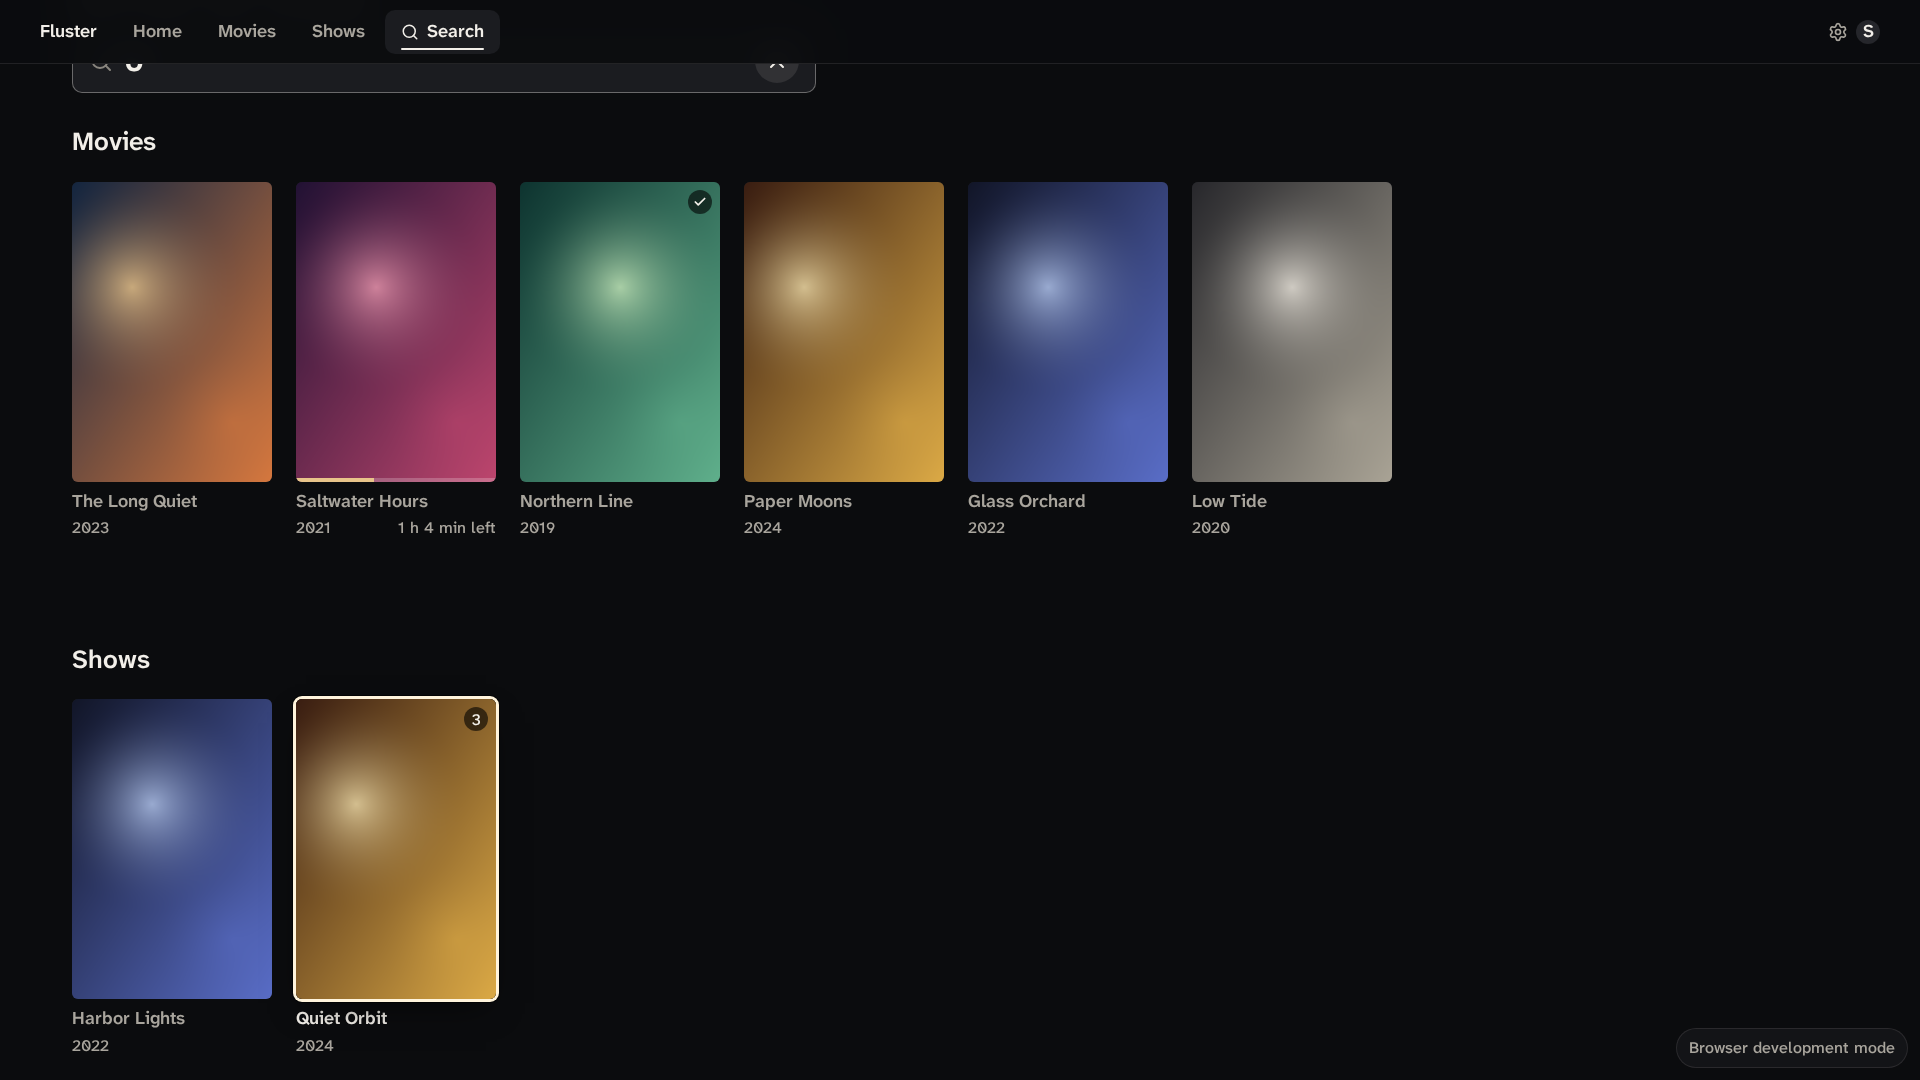 Fluster
Home
Movies
Shows
Search
S
Movies
The Long Quiet
2023
Saltwater Hours
2021
1 h 4 min left
Northern Line
2019
Paper Moons
2024
Glass Orchard
2022
Low Tide
2020
Shows
Harbor Lights
2022
3
Quiet Orbit
2024
Browser development mode